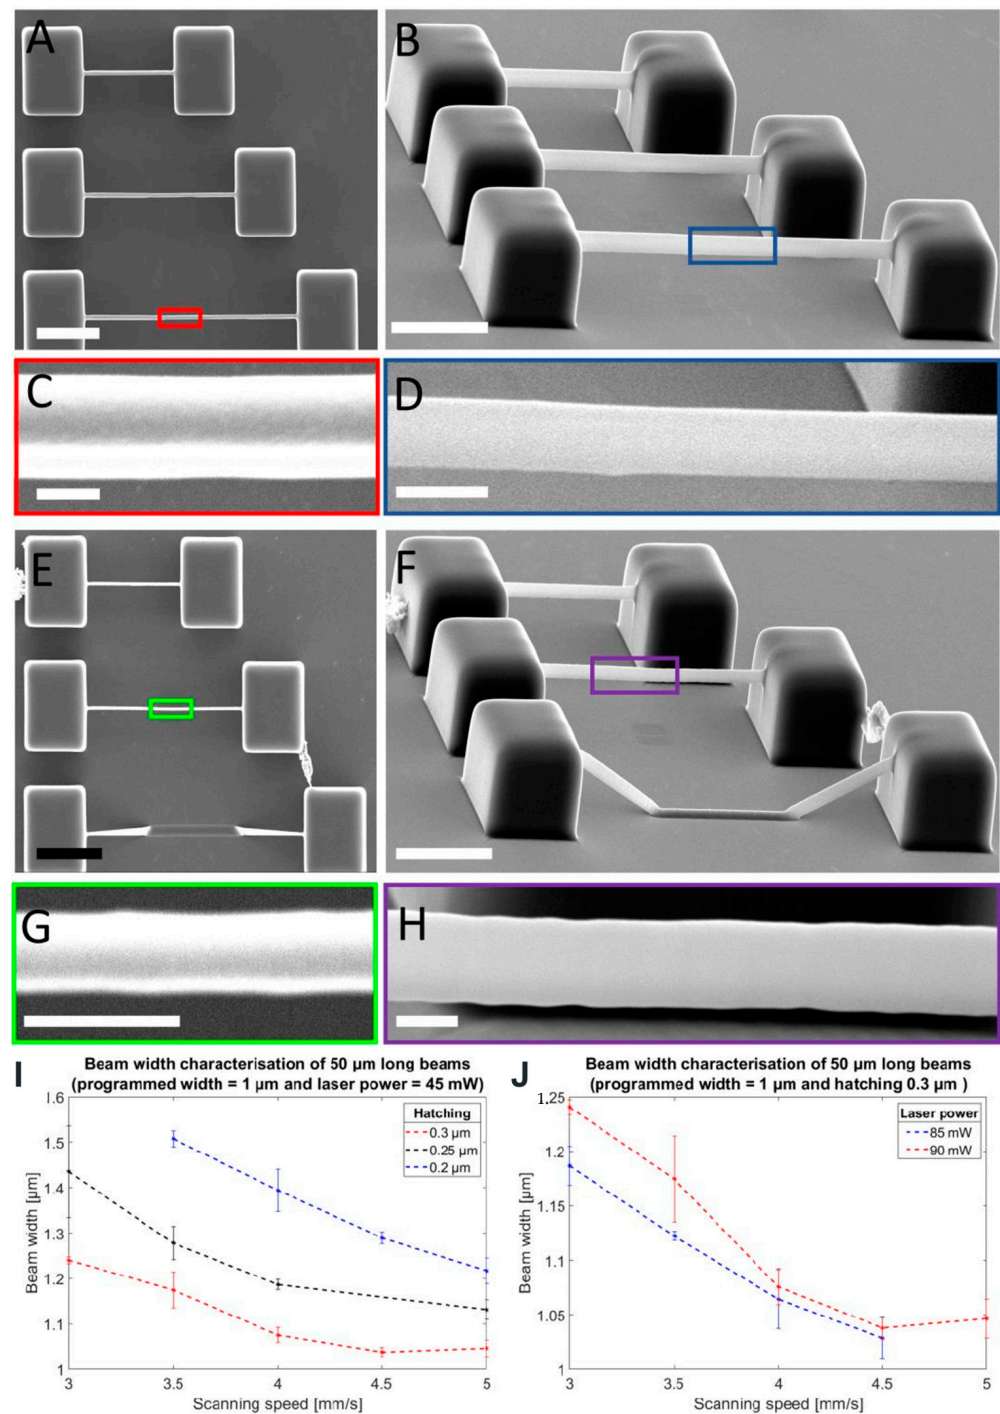 A
B
C
D
E
F
G
H
I
Beam width characterisation of 50 µm long beams
(programmed width = 1 µm and laser power = 45 mW)
1.6
1.5
1.4
1.3
1.2
1.1
1
Beam width [µm]
Hatching
0.3 µm
0.25 µm
0.2 µm
3
3.5
4
4.5
5
Scanning speed [mm/s]
J
Beam width characterisation of 50 µm long beams
(programmed width = 1 µm and hatching 0.3 µm )
1.25
1.2
1.15
1.1
1.05
1
Beam width [µm]
Laser power
85 mW
90 mW
3
3.5
4
4.5
5
Scanning speed [mm/s]